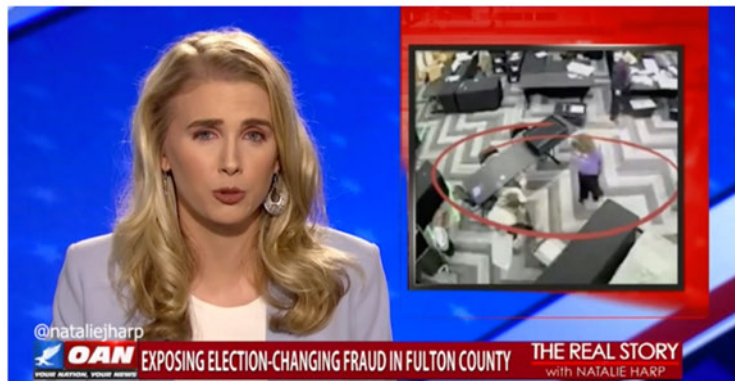 @nataliejharp
OAN
YOUR NATION, YOUR NEWS
EXPOSING ELECTION-CHANGING FRAUD IN FULTON COUNTY
THE REAL STORY
with NATALIE HARP